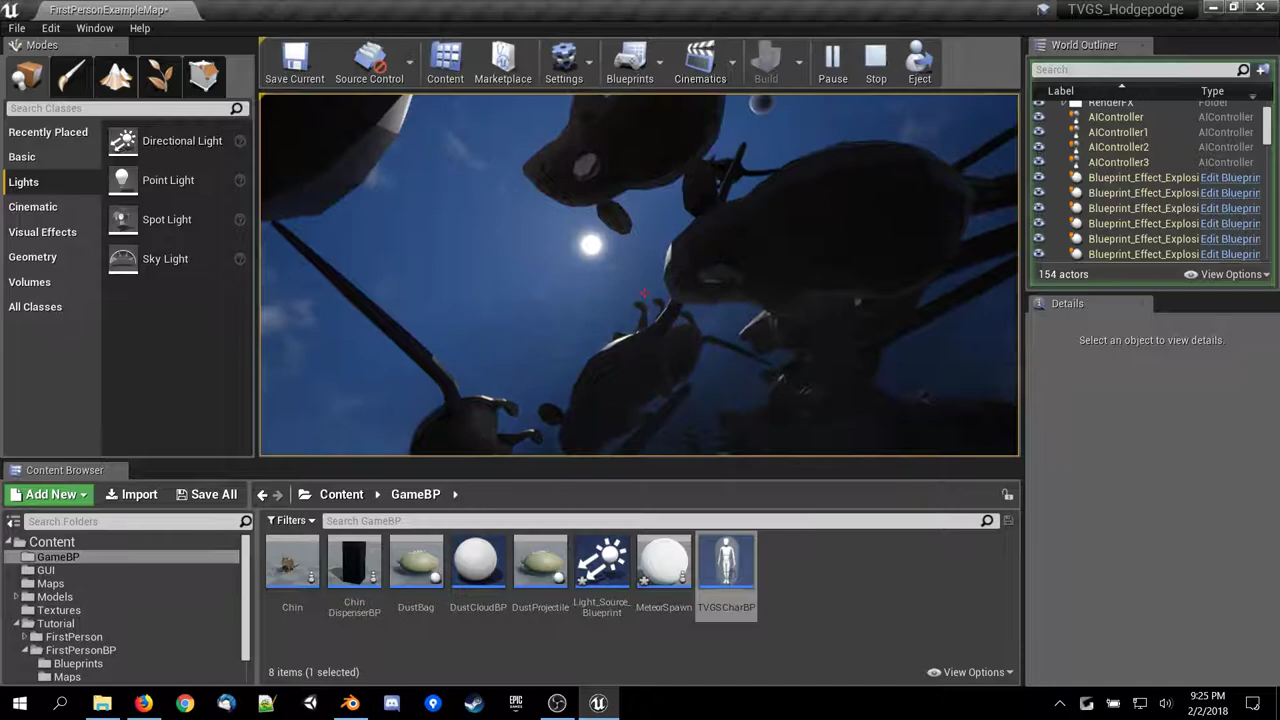 FirstPersonExampleMap•
TVGS_Hodgepodge
File Edit Window Help
Modes
Search Classes
Recently Placed
Basic
Lights
Cinematic
Visual Effects
Geometry
Volumes
All Classes
Directional Light
Point Light
Spot Light
Sky Light
Save Current
Source Control
Content
Marketplace
Settings
Blueprints
Cinematics
Build
Pause
Stop
Eject
World Outliner
Search
Label Type
RenderFX Folder
AIController AIController
AIController1 AIController
AIController2 AIController
AIController3 AIController
Blueprint_Effect_Explosi Edit Blueprin
Blueprint_Effect_Explosi Edit Blueprin
Blueprint_Effect_Explosi Edit Blueprin
Blueprint_Effect_Explosi Edit Blueprin
Blueprint_Effect_Explosi Edit Blueprin
Blueprint_Effect_Explosi Edit Blueprin
154 actors View Options
Details
Select an object to view details.
Content Browser
Add New Import Save All Content GameBP
Search Folders
Content
GameBP
GUI
Maps
Models
Textures
Tutorial
FirstPerson
FirstPersonBP
Blueprints
Maps
Filters Search GameBP
Chin
Chin
DispenserBP
DustBag
DustCloudBP
DustProjectile
Light_Source_
Blueprint
MeteorSpawn
TVGSCharBP
8 items (1 selected) View Options
EPIC
GAMES
9:25 PM
2/2/2018